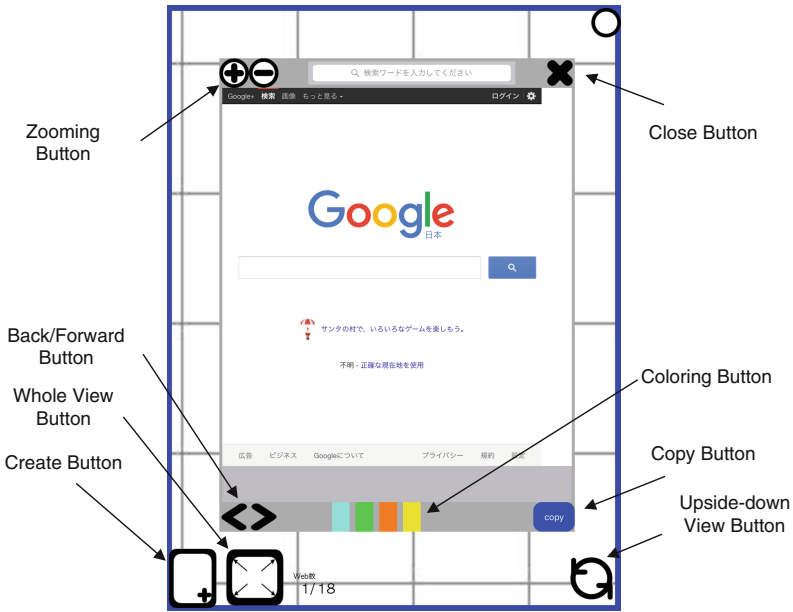 検索ワードを入力してください
Google+ 検索 画像 もっと見る
ログイン
Zooming
Button
Close Button
Google
日本
サンタの村で、いろいろなゲームを楽しもう。
不明 - 正確な現在地を使用
Back/Forward
Button
Coloring Button
Whole View
Button
広告 ビジネス Googleについて プライバシー 規約 設定
Create Button
Copy Button
copy
Upside-down
View Button
Web数
1/18